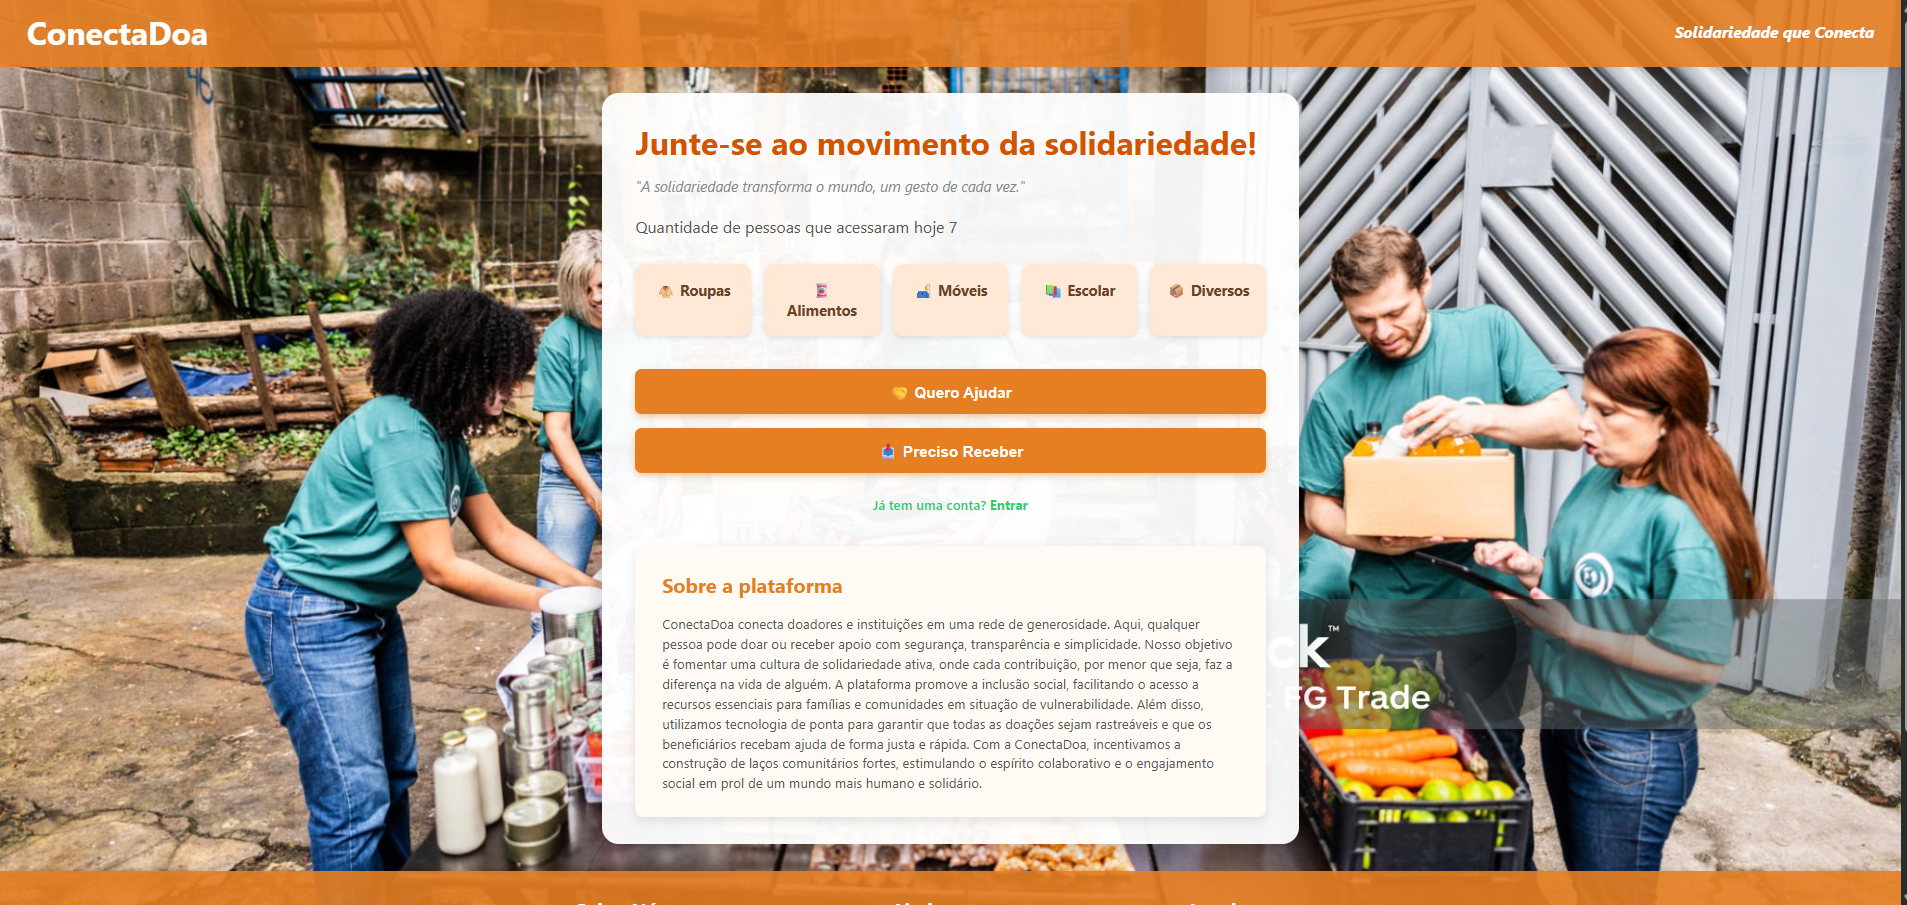 ConectaDoa
Solidariedade que Conecta
Junte-se ao movimento da solidariedade!
"A solidariedade transforma o mundo, um gesto de cada vez."
Quantidade de pessoas que acessaram hoje 7
Roupas
Alimentos
Móveis
Escolar
Diversos
Quero Ajudar
Preciso Receber
Já tem uma conta? Entrar
Sobre a plataforma
ConectaDoa conecta doadores e instituições em uma rede de generosidade. Aqui, qualquer
pessoa pode doar ou receber apoio com segurança, transparência e simplicidade. Nosso objetivo
é fomentar uma cultura de solidariedade ativa, onde cada contribuição, por menor que seja, faz a
diferença na vida de alguém. A plataforma promove a inclusão social, facilitando o acesso a
recursos essenciais para famílias e comunidades em situação de vulnerabilidade. Além disso,
utilizamos tecnologia de ponta para garantir que todas as doações sejam rastreáveis e que os
beneficiários recebam ajuda de forma justa e rápida. Com a ConectaDoa, incentivamos a
construção de laços comunitários fortes, estimulando o espírito colaborativo e o engajamento
social em prol de um mundo mais humano e solidário.
ck™
: FG Trade